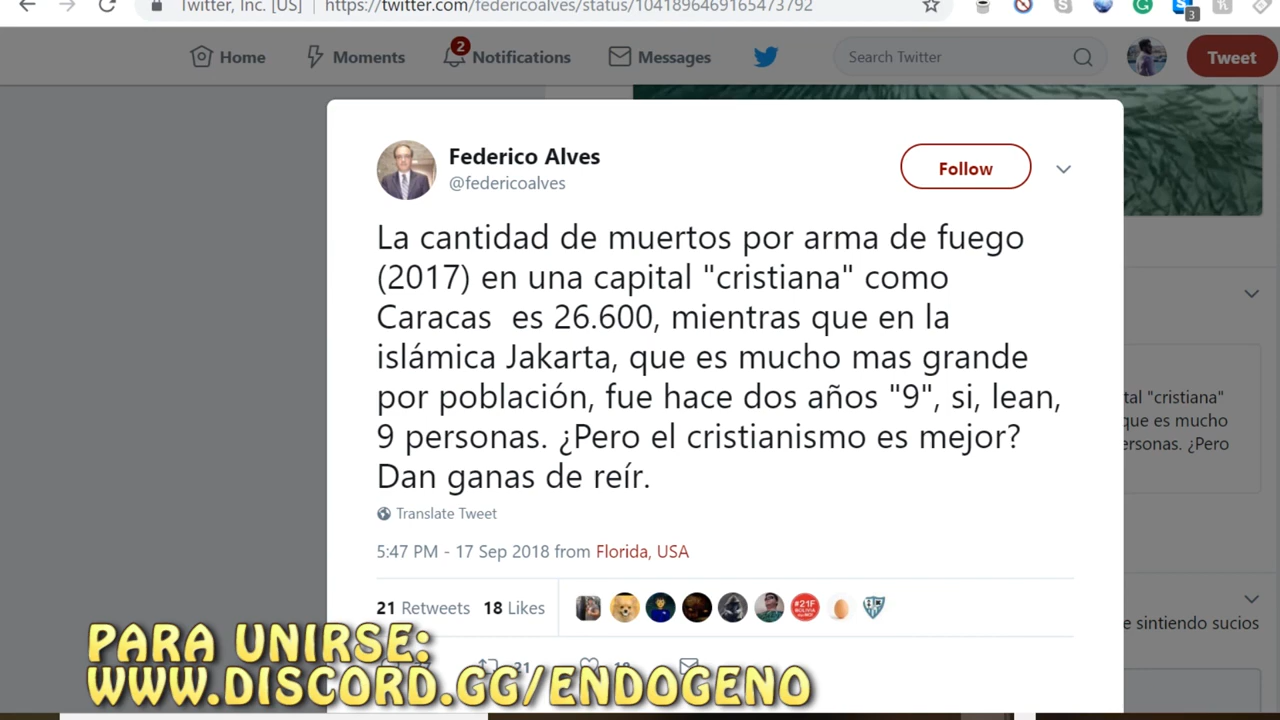 Twitter, Inc. [US] https://twitter.com/federicoalves/status/1041896469165473792
3
Home Moments 2 Notifications Messages Search Twitter Tweet
Federico Alves
@federicoalves
Follow
La cantidad de muertos por arma de fuego
(2017) en una capital "cristiana" como
Caracas es 26.600, mientras que en la
islámica Jakarta, que es mucho mas grande
por población, fue hace dos años "9", si, lean,
9 personas. ¿Pero el cristianismo es mejor?
Dan ganas de reír.
Translate Tweet
5:47 PM - 17 Sep 2018 from Florida, USA
21 Retweets 18 Likes
#21F
21
"cristiana"
que es mucho
¿Pero
e sintiendo sucios
PARA UNIRSE:
WWW.DISCORD.GG/ENDOGENO